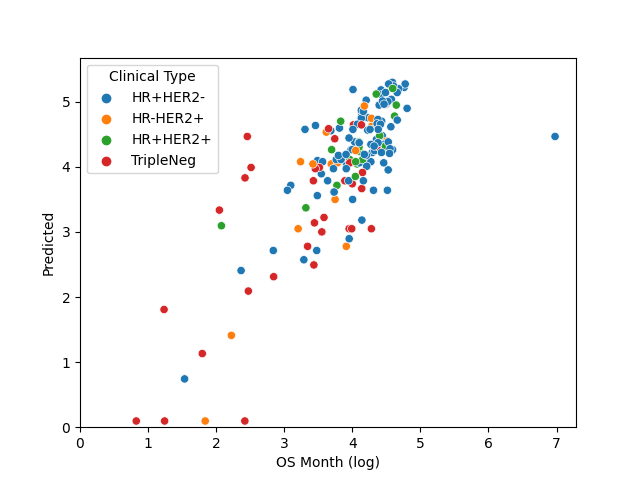 Clinical Type
HR+HER2-
HR-HER2+
HR+HER2+
TripleNeg
Predicted
5
4
3
2
1
0
0 1 2 3 4 5 6 7
OS Month (log)